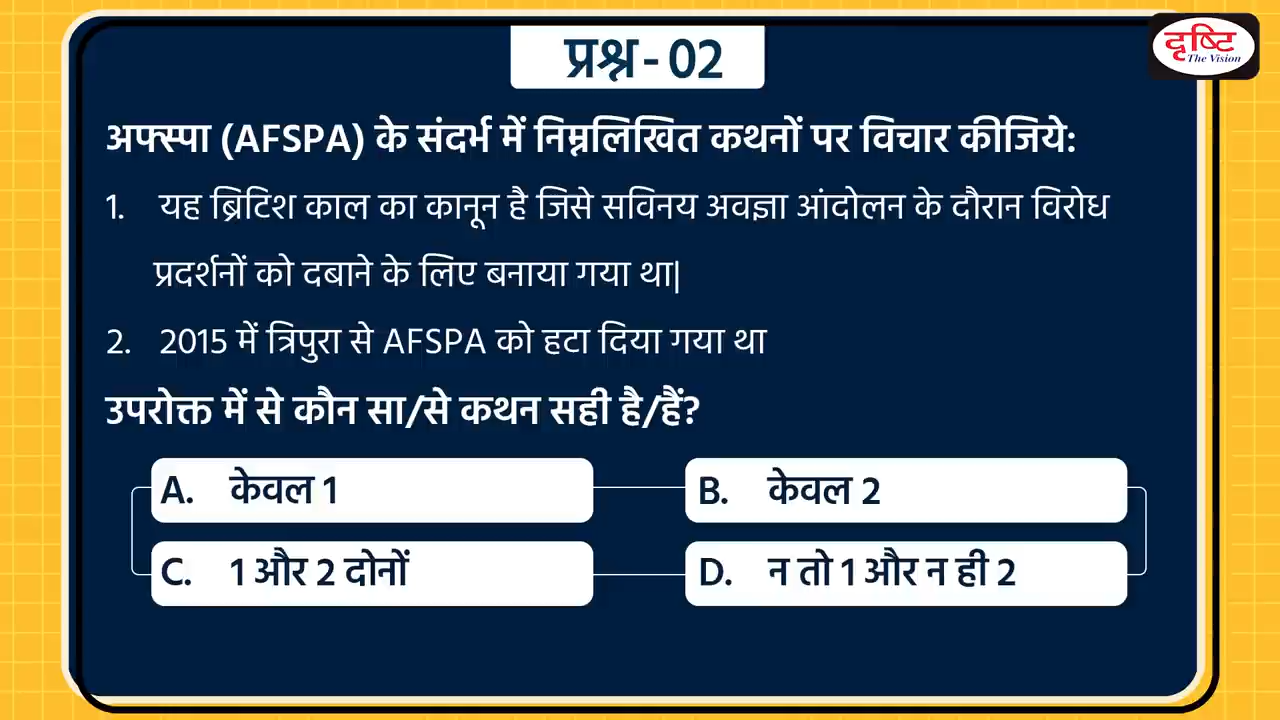 दृष्टि
The Vision
प्रश्न - 02
अफ्स्पा (AFSPA) के संदर्भ में निम्नलिखित कथनों पर विचार कीजिये:
1. यह ब्रिटिश काल का कानून है जिसे सविनय अवज्ञा आंदोलन के दौरान विरोध
प्रदर्शनों को दबाने के लिए बनाया गया था|
2. 2015 में त्रिपुरा से AFSPA को हटा दिया गया था
उपरोक्त में से कौन सा/से कथन सही है/हैं?
A. केवल 1
B. केवल 2
C. 1 और 2 दोनों
D. न तो 1 और न ही 2